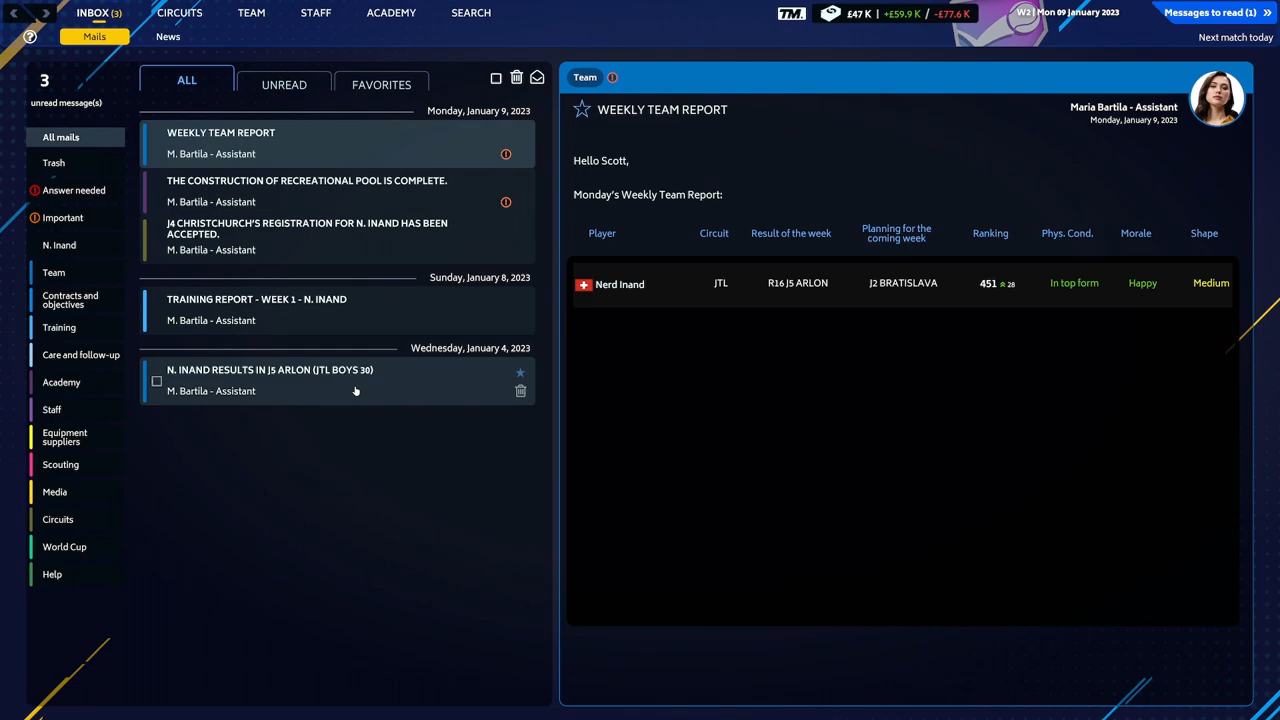 INBOX (3)
CIRCUITS
TEAM
STAFF
ACADEMY
SEARCH
TM.
£47 K | +£59.9 K / -£77.6 K
W2 | Mon 09 January 2023
Messages to read (1) »
Mails
News
Next match today
3
unread message(s)
All mails
Trash
Answer needed
Important
N. Inand
Team
Contracts and
objectives
Training
Care and follow-up
Academy
Staff
Equipment
suppliers
Scouting
Media
Circuits
World Cup
Help
ALL
UNREAD
FAVORITES
Monday, January 9, 2023
WEEKLY TEAM REPORT
M. Bartila - Assistant
THE CONSTRUCTION OF RECREATIONAL POOL IS COMPLETE.
M. Bartila - Assistant
J4 CHRISTCHURCH'S REGISTRATION FOR N. INAND HAS BEEN
ACCEPTED.
M. Bartila - Assistant
Sunday, January 8, 2023
TRAINING REPORT - WEEK 1 - N. INAND
M. Bartila - Assistant
Wednesday, January 4, 2023
N. INAND RESULTS IN J5 ARLON (JTL BOYS 30)
M. Bartila - Assistant
Team
WEEKLY TEAM REPORT
Maria Bartila - Assistant
Monday, January 9, 2023
Hello Scott,
Monday's Weekly Team Report:
Player
Circuit
Result of the week
Planning for the
coming week
Ranking
Phys. Cond.
Morale
Shape
Nerd Inand
JTL
R16 J5 ARLON
J2 BRATISLAVA
451 28
In top form
Happy
Medium